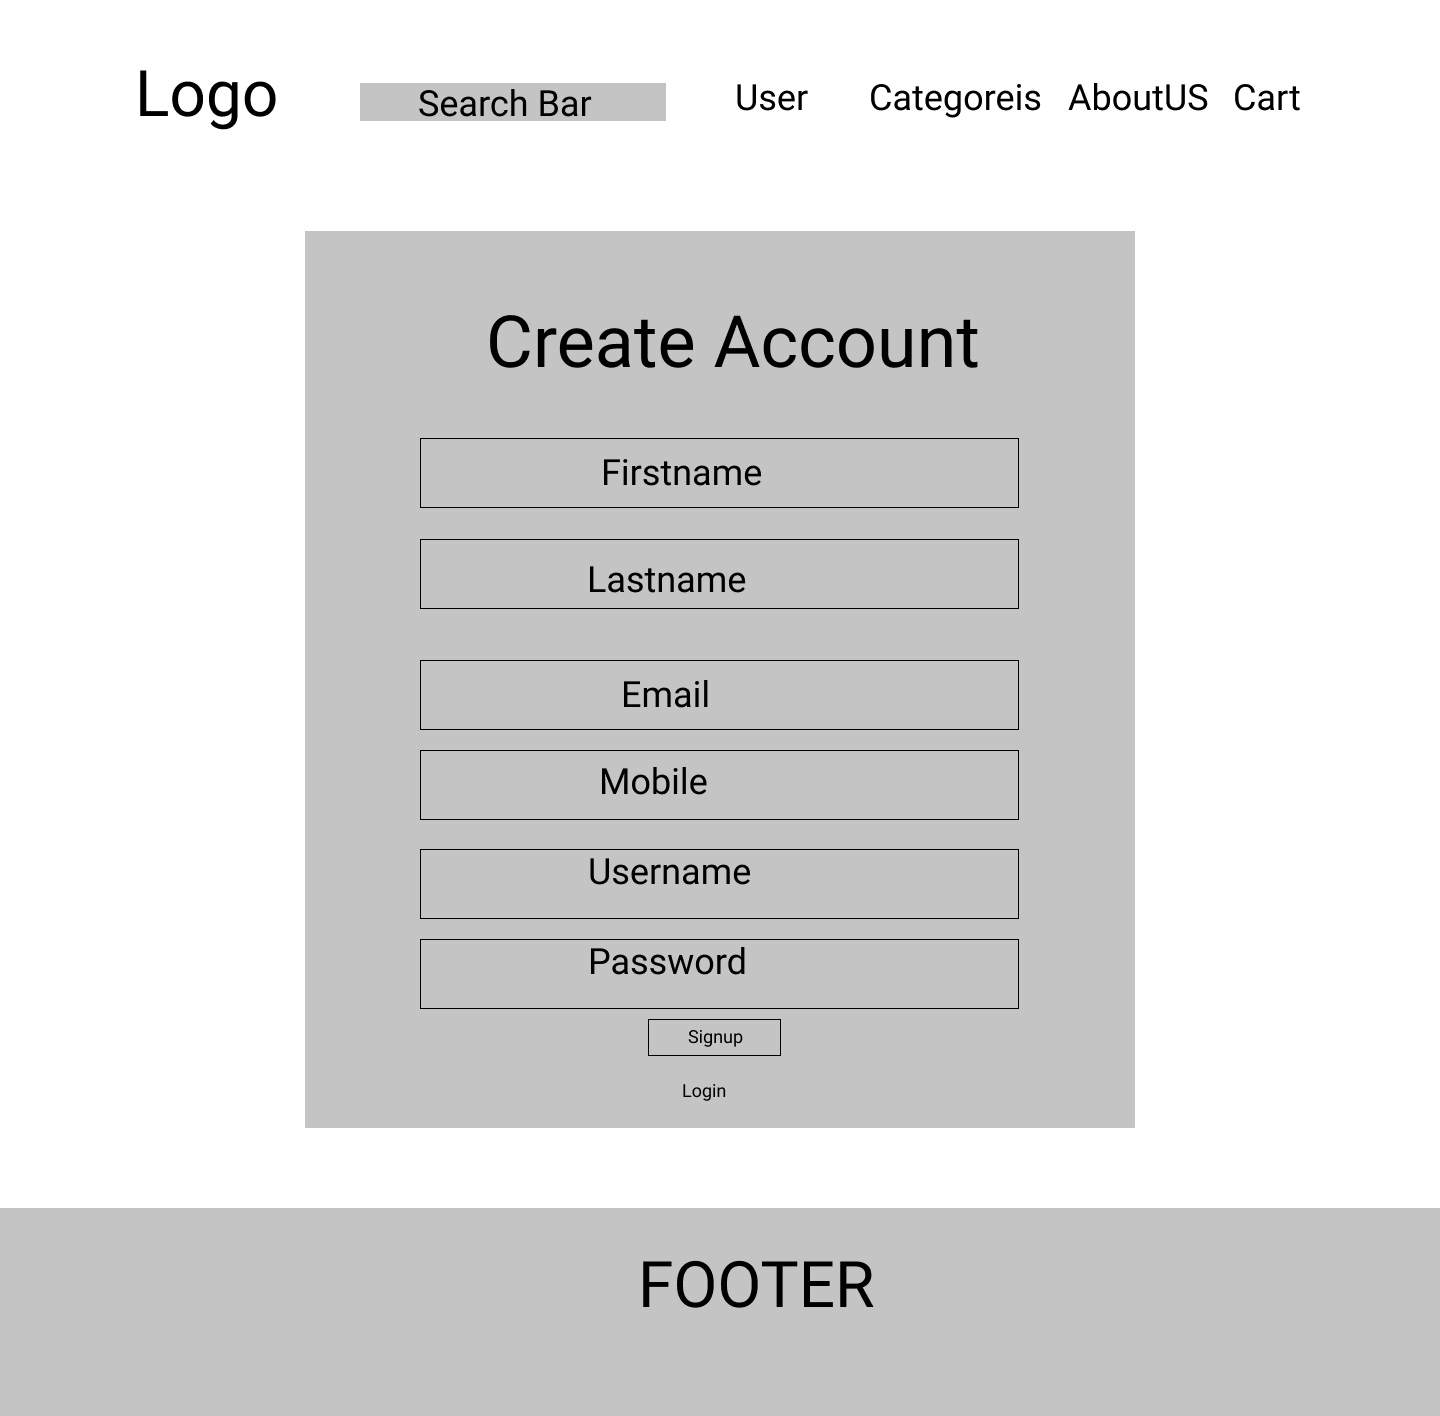 Logo
Search Bar
User
Categoreis
AboutUS
Cart
Create Account
Firstname
Lastname
Email
Mobile
Username
Password
Signup
Login
FOOTER